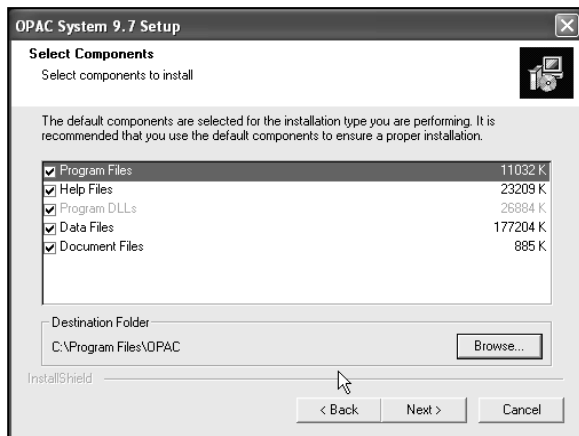 OPAC System 9.7 Setup
Select Components
Select components to install
The default components are selected for the installation type you are performing. It is
recommended that you use the default components to ensure a proper installation.
Program Files 11032 K
Help Files 23209 K
Program DLLs 26884 K
Data Files 177204 K
Document Files 885 K
Destination Folder
C:\Program Files\OPAC
Browse...
InstallShield
< Back Next > Cancel